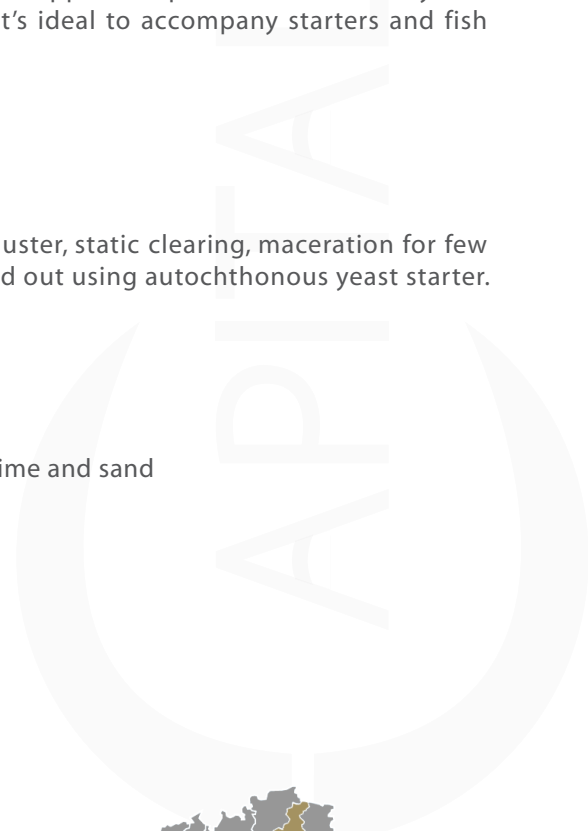 t's ideal to accompany starters and fish
uster, static clearing, maceration for few
d out using autochthonous yeast starter.
ime and sand
APITAL